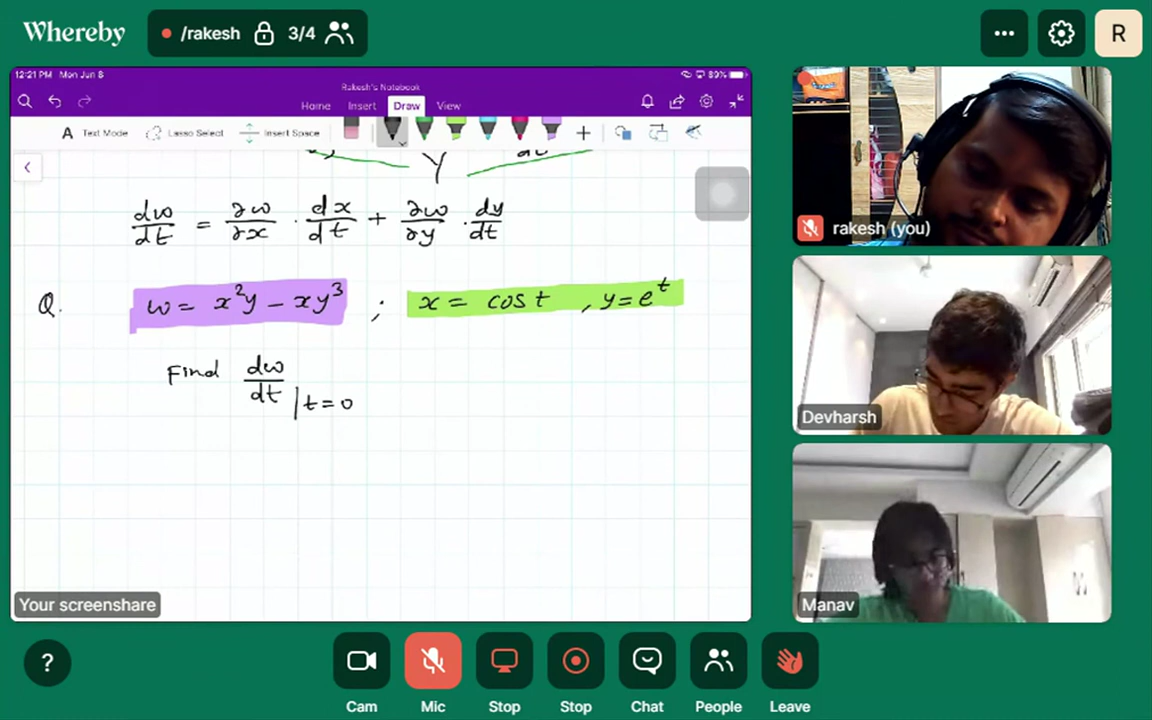 Whereby
/rakesh 3/4
R
12:21 PM Mon Jun 8
89%
Rakesh's Notebook
Home Insert Draw View
A Text Mode Lasso Select Insert Space
Y
dw/dt = ∂w/∂x · dx/dt + ∂w/∂y · dy/dt
Q. w = x²y − xy³ ; x = cos t , y = e^t
Find dw/dt | t = 0
Your screenshare
rakesh (you)
Devharsh
Manav
?
Cam Mic Stop Stop Chat People Leave